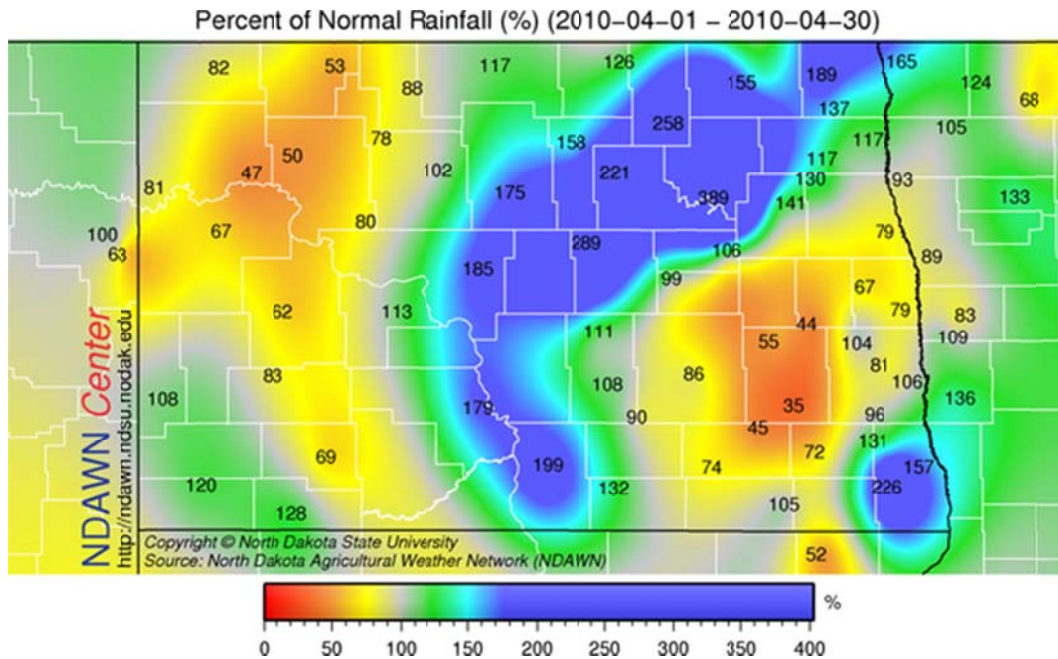 Percent of Normal Rainfall (%) (2010-04-01 - 2010-04-30)
82 53 88 117 126 155 189 165 124 68
137 105
258 117
78 158
50 117
47 102 221 130 93
81 175 389 141 133
80
67 79
100 289 106 89
63 185 99
67
62 113 79 83
44
111 55 104 109
83 86 81
108 106
108 179 35 136
90 96
45 131
69 199 74 72 157
120 132 226
128 105
52
NDAWN Center
http://ndawn.ndsu.nodak.edu
Copyright © North Dakota State University
Source: North Dakota Agricultural Weather Network (NDAWN)
%
0 50 100 150 200 250 300 350 400